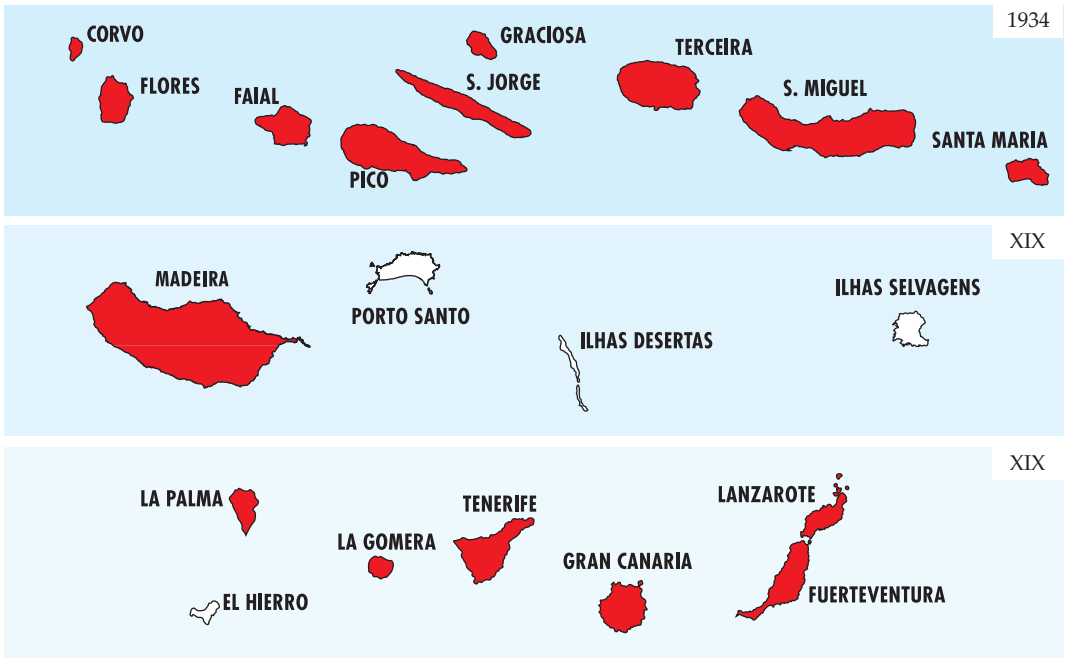 1934
CORVO
GRACIOSA
TERCEIRA
FLORES
S. JORGE
FAIAL
S. MIGUEL
SANTA MARIA
PICO
XIX
MADEIRA
ILHAS SELVAGENS
PORTO SANTO
ILHAS DESERTAS
XIX
LA PALMA
TENERIFE
LANZAROTE
LA GOMERA
GRAN CANARIA
EL HIERRO
FUERTEVENTURA